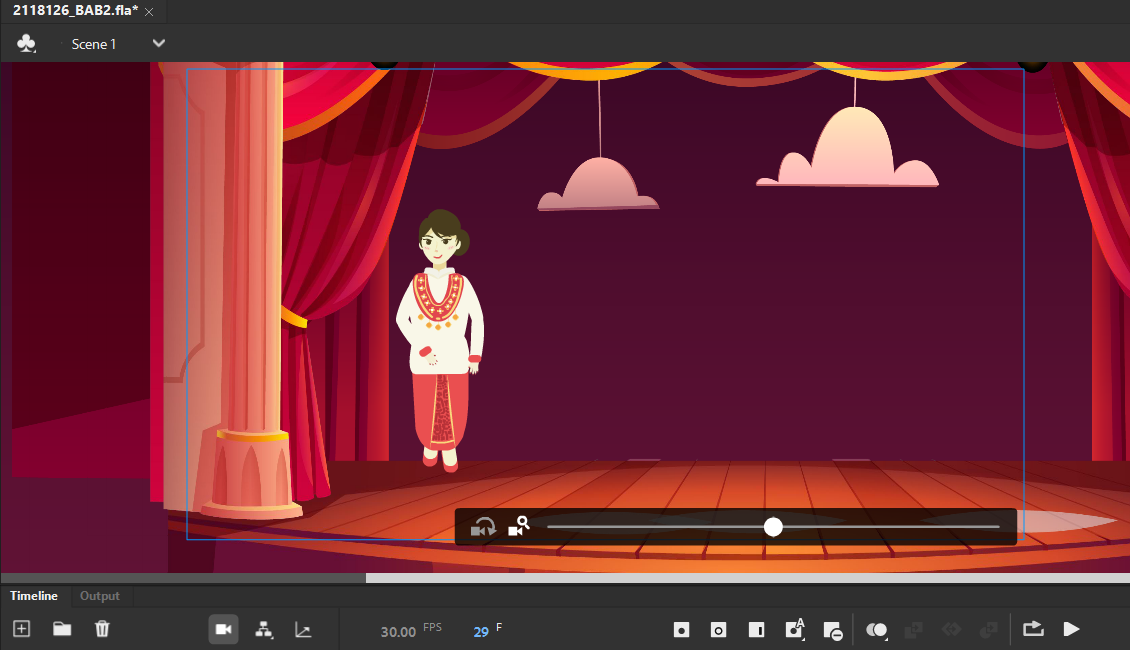 2118126_BAB2.fla*
Scene 1
Timeline
Output
30.00 FPS
29 F
A